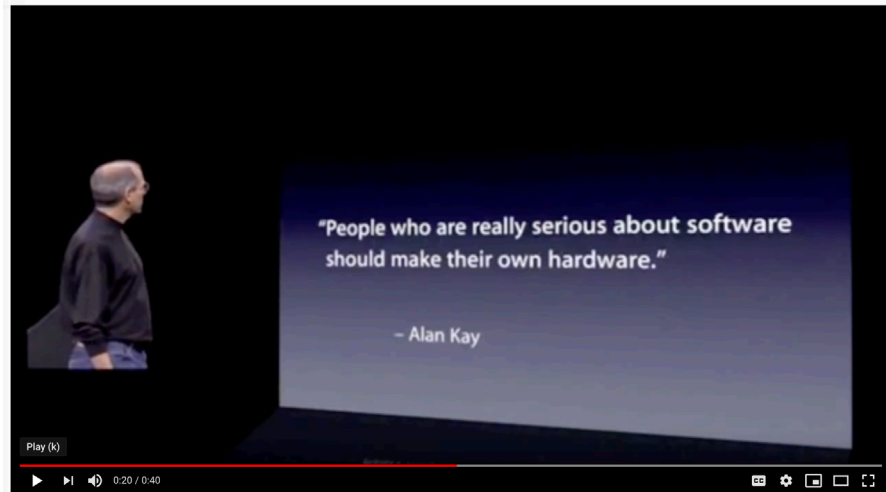 “People who are really serious about software
should make their own hardware.”
– Alan Kay
Play (k)
0:20 / 0:40
CC